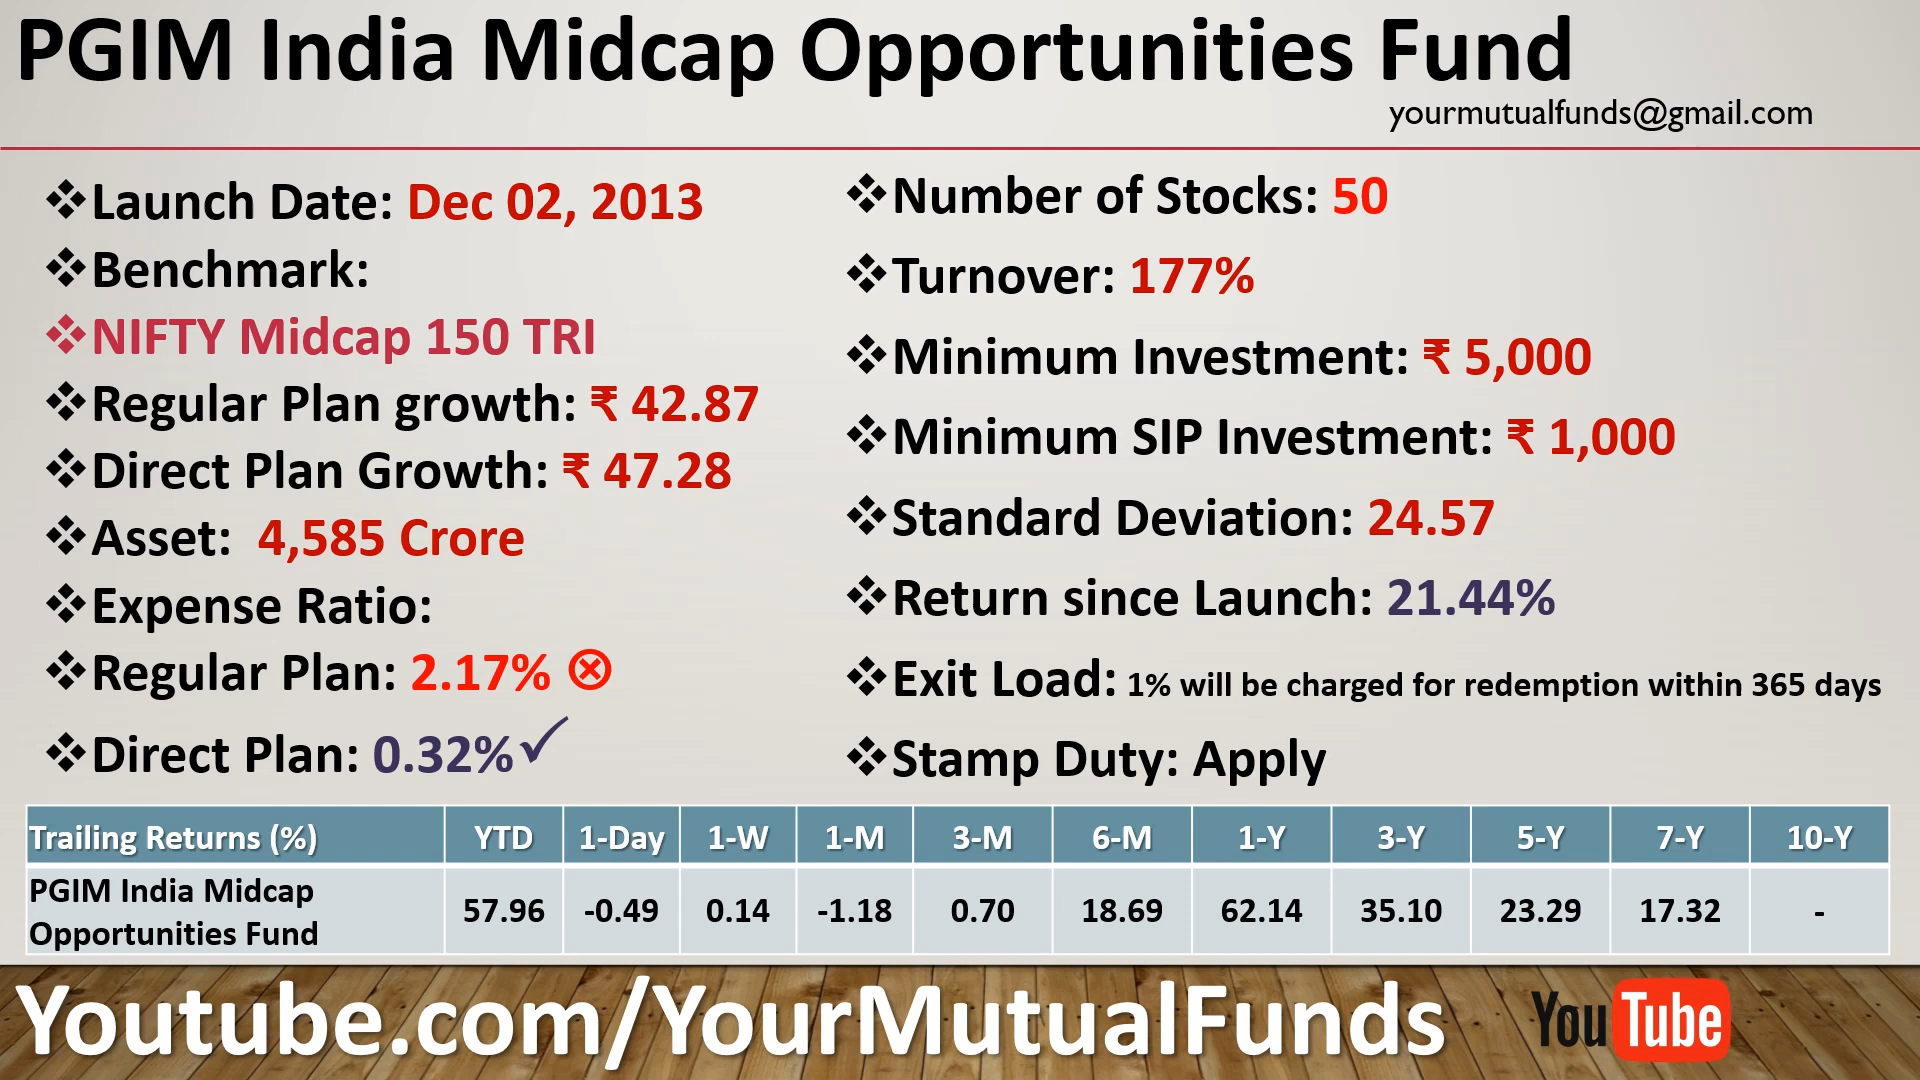 PGIM India Midcap Opportunities Fund
yourmutualfunds@gmail.com
❖Launch Date: Dec 02, 2013
❖Benchmark:
❖NIFTY Midcap 150 TRI
❖Regular Plan growth: ₹ 42.87
❖Direct Plan Growth: ₹ 47.28
❖Asset: 4,585 Crore
❖Expense Ratio:
❖Regular Plan: 2.17% ⊗
❖Direct Plan: 0.32%✓
❖Number of Stocks: 50
❖Turnover: 177%
❖Minimum Investment: ₹ 5,000
❖Minimum SIP Investment: ₹ 1,000
❖Standard Deviation: 24.57
❖Return since Launch: 21.44%
❖Exit Load: 1% will be charged for redemption within 365 days
❖Stamp Duty: Apply
Trailing Returns (%) YTD 1-Day 1-W 1-M 3-M 6-M 1-Y 3-Y 5-Y 7-Y 10-Y
PGIM India Midcap
Opportunities Fund 57.96 -0.49 0.14 -1.18 0.70 18.69 62.14 35.10 23.29 17.32 -
Youtube.com/YourMutualFunds YouTube